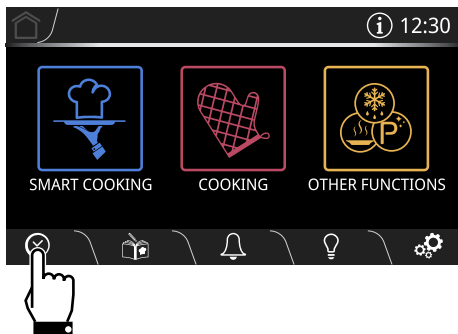 12:30
SMART COOKING
COOKING
OTHER FUNCTIONS
P